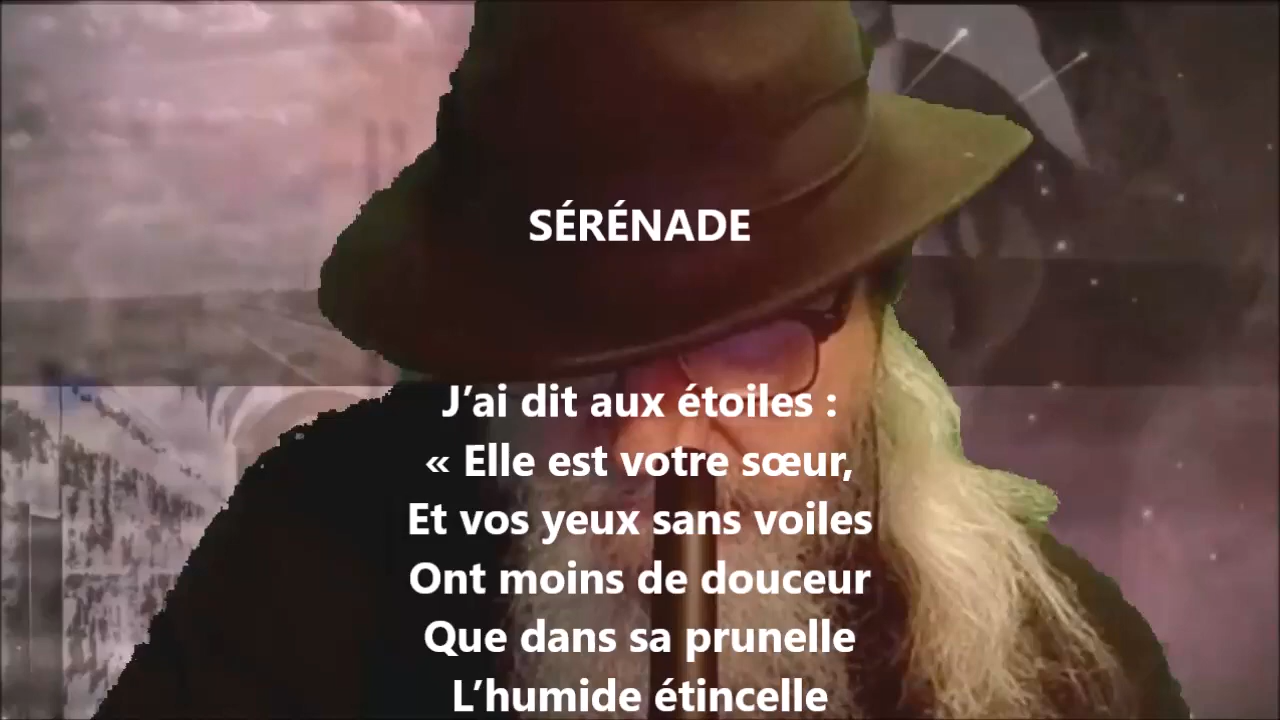 SÉRÉNADE
J’ai dit aux étoiles :
« Elle est votre sœur,
Et vos yeux sans voiles
Ont moins de douceur
Que dans sa prunelle
L’humide étincelle